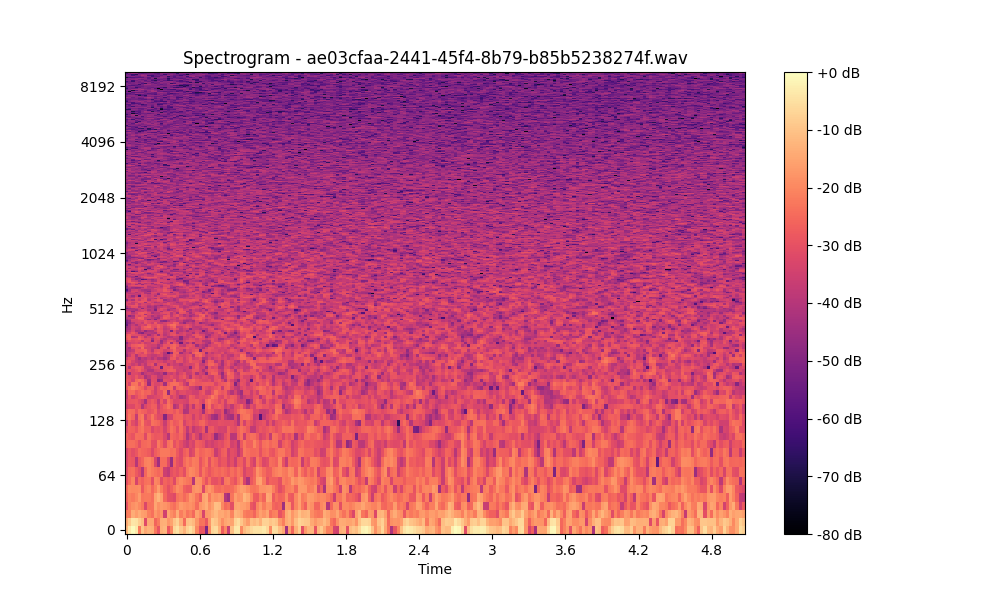 Spectrogram - ae03cfaa-2441-45f4-8b79-b85b5238274f.wav
8192
4096
2048
1024
512
256
128
64
0
Hz
0 0.6 1.2 1.8 2.4 3 3.6 4.2 4.8
Time
+0 dB
-10 dB
-20 dB
-30 dB
-40 dB
-50 dB
-60 dB
-70 dB
-80 dB